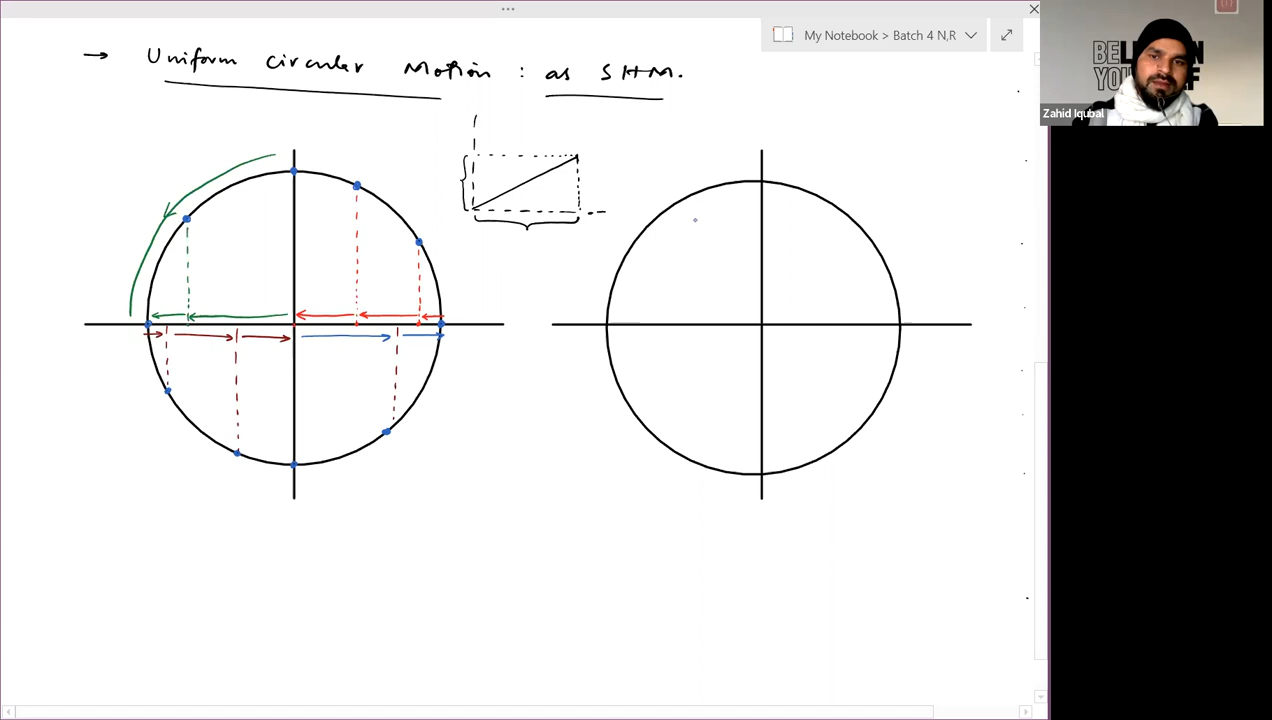 My Notebook > Batch 4 N,R
→ Uniform circular Motion : as SHM.
Zahid Iqubal